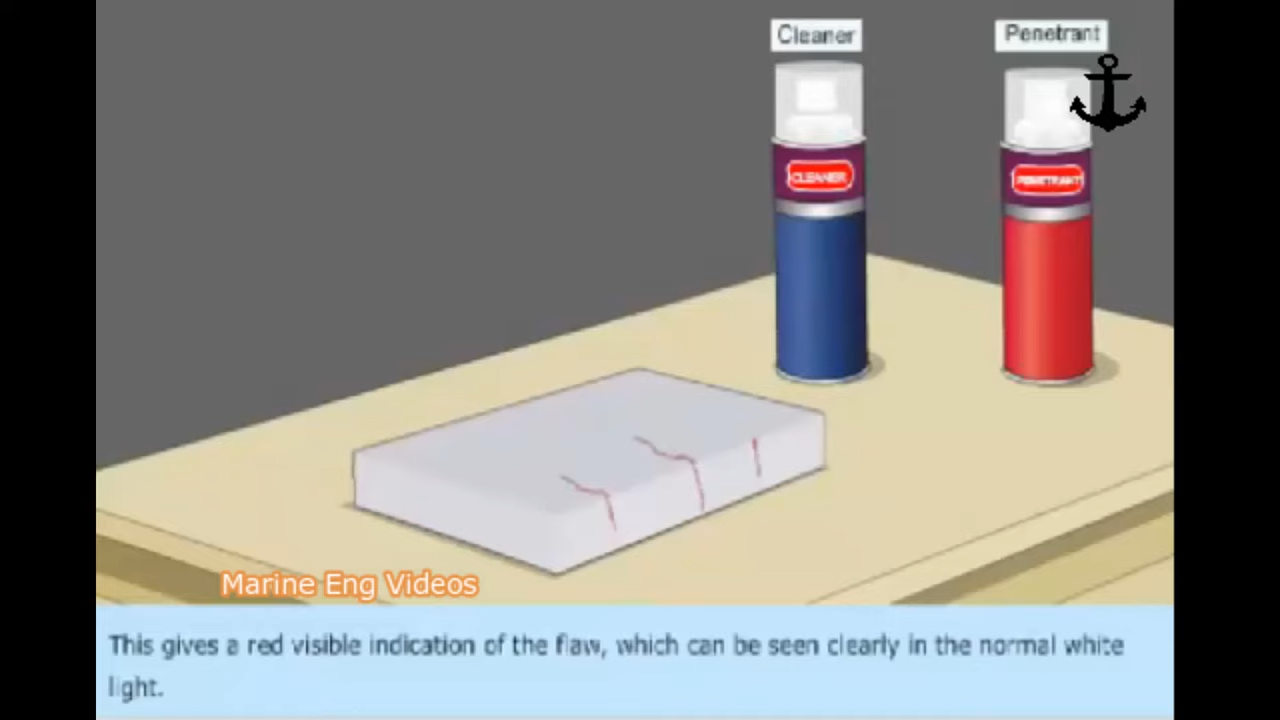 Cleaner
Penetrant
CLEANER
PENETRANT
Marine Eng Videos
This gives a red visible indication of the flaw, which can be seen clearly in the normal white
light.